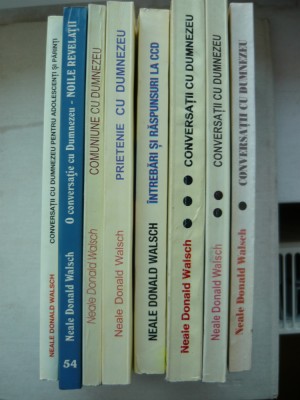 NEALE DONALD WALSCH CONVERSAȚII CU DUMNEZEU PENTRU ADOLESCENȚI ȘI PĂRINȚI
54 Neale Donald Walsch O conversație cu Dumnezeu - NOILE REVELAȚII
Neale Donald Walsch COMUNIUNE CU DUMNEZEU
Neale Donald Walsch PRIETENIE CU DUMNEZEU
NEALE DONALD WALSCH ÎNTREBĂRI ȘI RĂSPUNSURI LA CCD
Neale Donald Walsch ● ● ● CONVERSAȚII CU DUMNEZEU
Neale Donald Walsch ● ● CONVERSAȚII CU DUMNEZEU
Neale Donald Walsch ● CONVERSAȚII CU DUMNEZEU